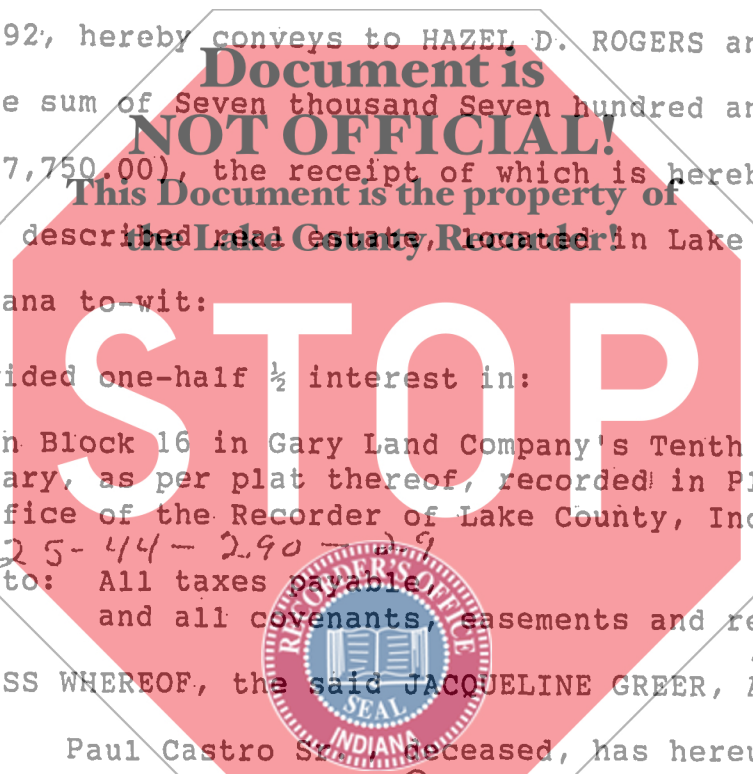 92, hereby conveys to HAZEL D. ROGERS an
Document is
e sum of Seven thousand Seven hundred an
NOT OFFICIAL!
7,750.00), the receipt of which is hereb
This Document is the property of
the Lake County Recorder!
described real estate, located in Lake
ana to-wit:
STOP
ided one-half ½ interest in:
n Block 16 in Gary Land Company's Tenth
ary, as per plat thereof, recorded in Pl
fice of the Recorder of Lake County, Ind
25-44-290-29
to: All taxes payable,
and all covenants, easements and re
RECORDER'S OFFICE
SEAL
INDIANA
SS WHEREOF, the said JACQUELINE GREER,
Paul Castro Sr., deceased, has hereu